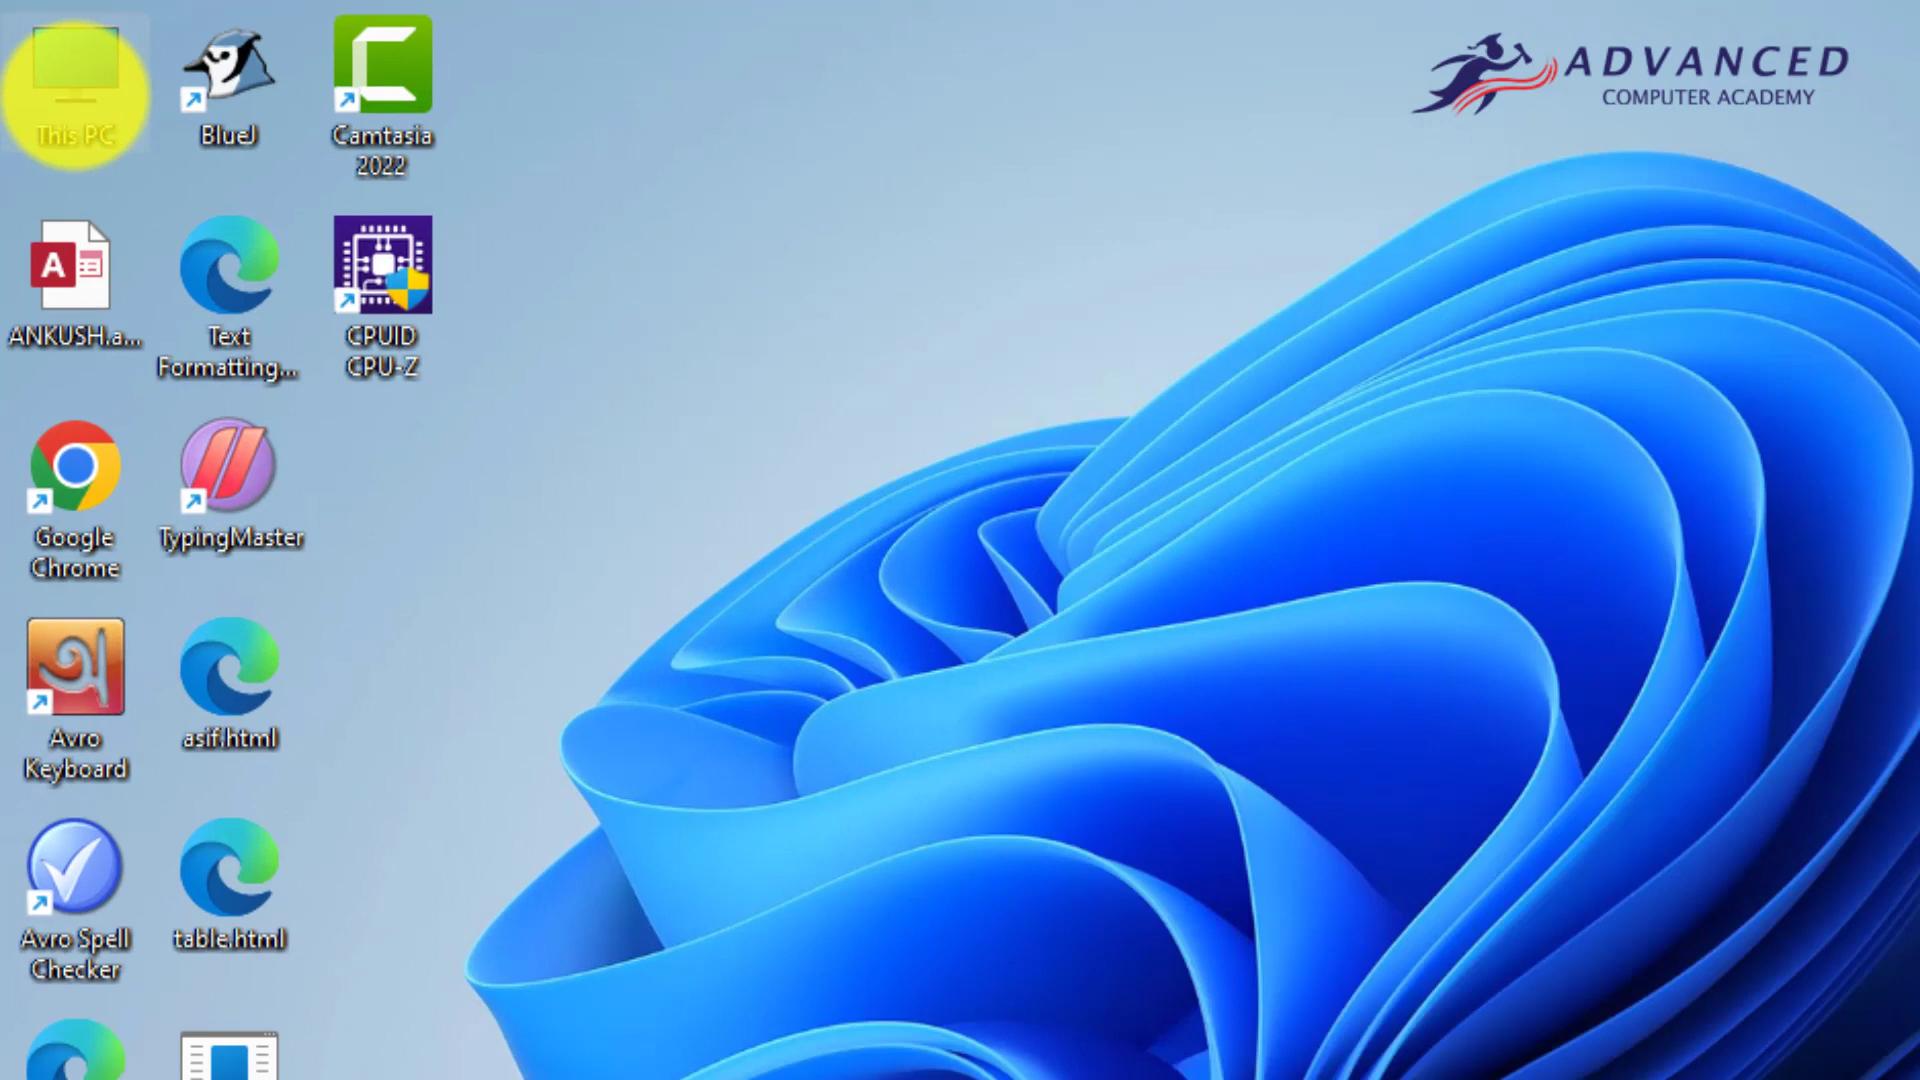 ADVANCED
COMPUTER ACADEMY
This PC
BlueJ
Camtasia
2022
ANKUSH.a...
Text
Formatting...
CPUID
CPU-Z
Google
Chrome
TypingMaster
Avro
Keyboard
asif.html
Avro Spell
Checker
table.html
A
অ